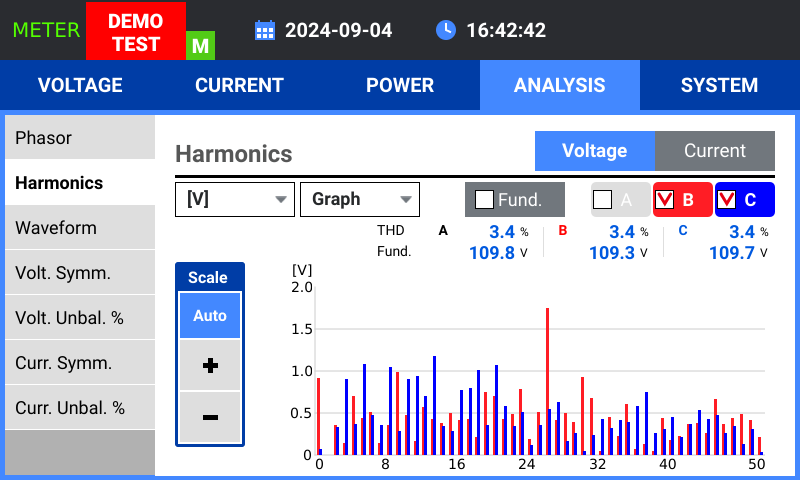 METER
DEMO
TEST
M
2024-09-04
16:42:42
VOLTAGE CURRENT POWER ANALYSIS SYSTEM
Phasor
Harmonics
Waveform
Volt. Symm.
Volt. Unbal. %
Curr. Symm.
Curr. Unbal. %
Harmonics
Voltage Current
[V] Graph Fund. A B C
THD A 3.4 % B 3.4 % C 3.4 %
Fund. 109.8 V 109.3 V 109.7 V
Scale
Auto
+
−
[V]
2.0
1.5
1.0
0.5
0
0 8 16 24 32 40 50